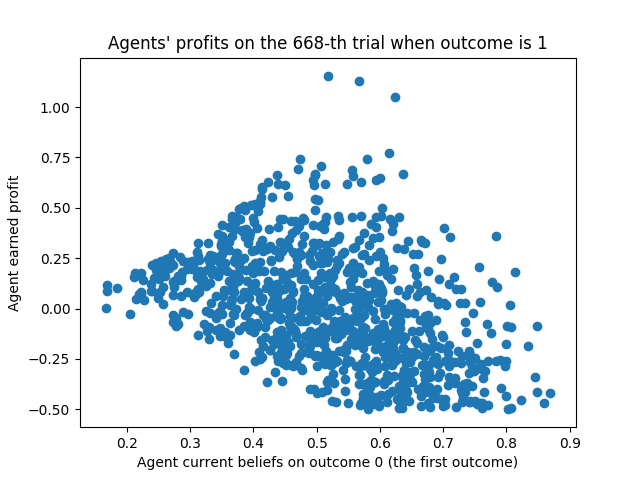 Agents' profits on the 668-th trial when outcome is 1
1.00
0.75
0.50
0.25
0.00
−0.25
−0.50
Agent earned profit
0.2 0.3 0.4 0.5 0.6 0.7 0.8 0.9
Agent current beliefs on outcome 0 (the first outcome)